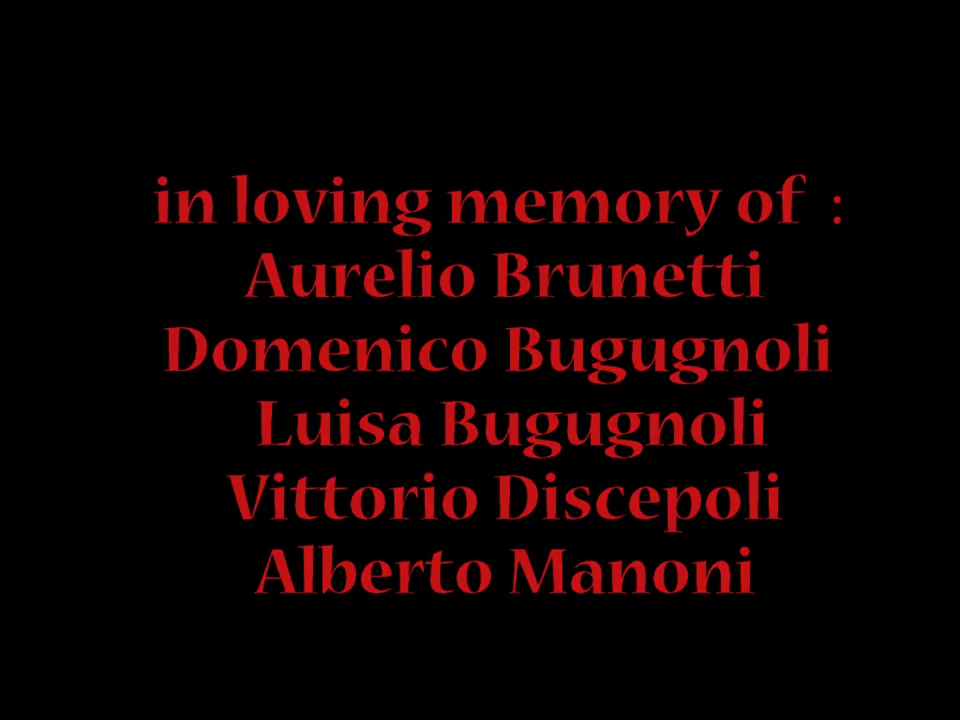 in loving memory of :
Aurelio Brunetti
Domenico Bugugnoli
Luisa Bugugnoli
Vittorio Discepoli
Alberto Manoni